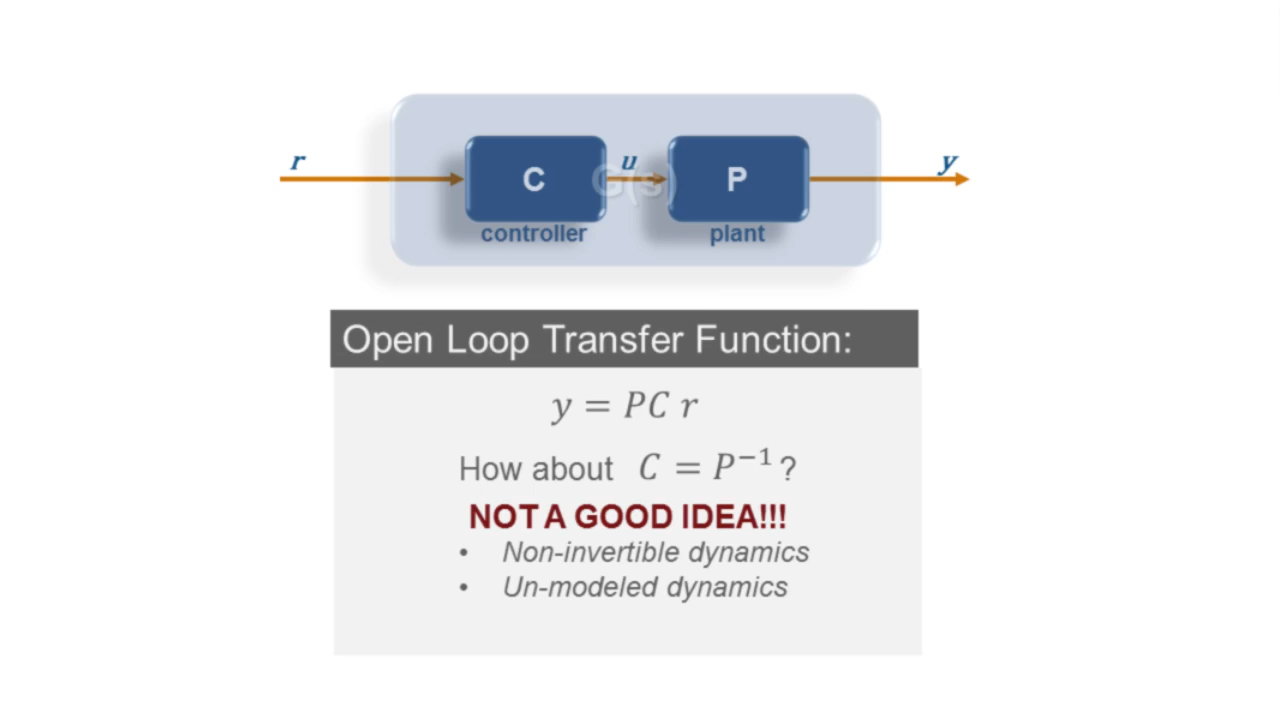 r
u
y
C
G(s)
P
controller
plant
Open Loop Transfer Function:
y = PC r
How about C = P⁻¹ ?
NOT A GOOD IDEA!!!
• Non-invertible dynamics
• Un-modeled dynamics